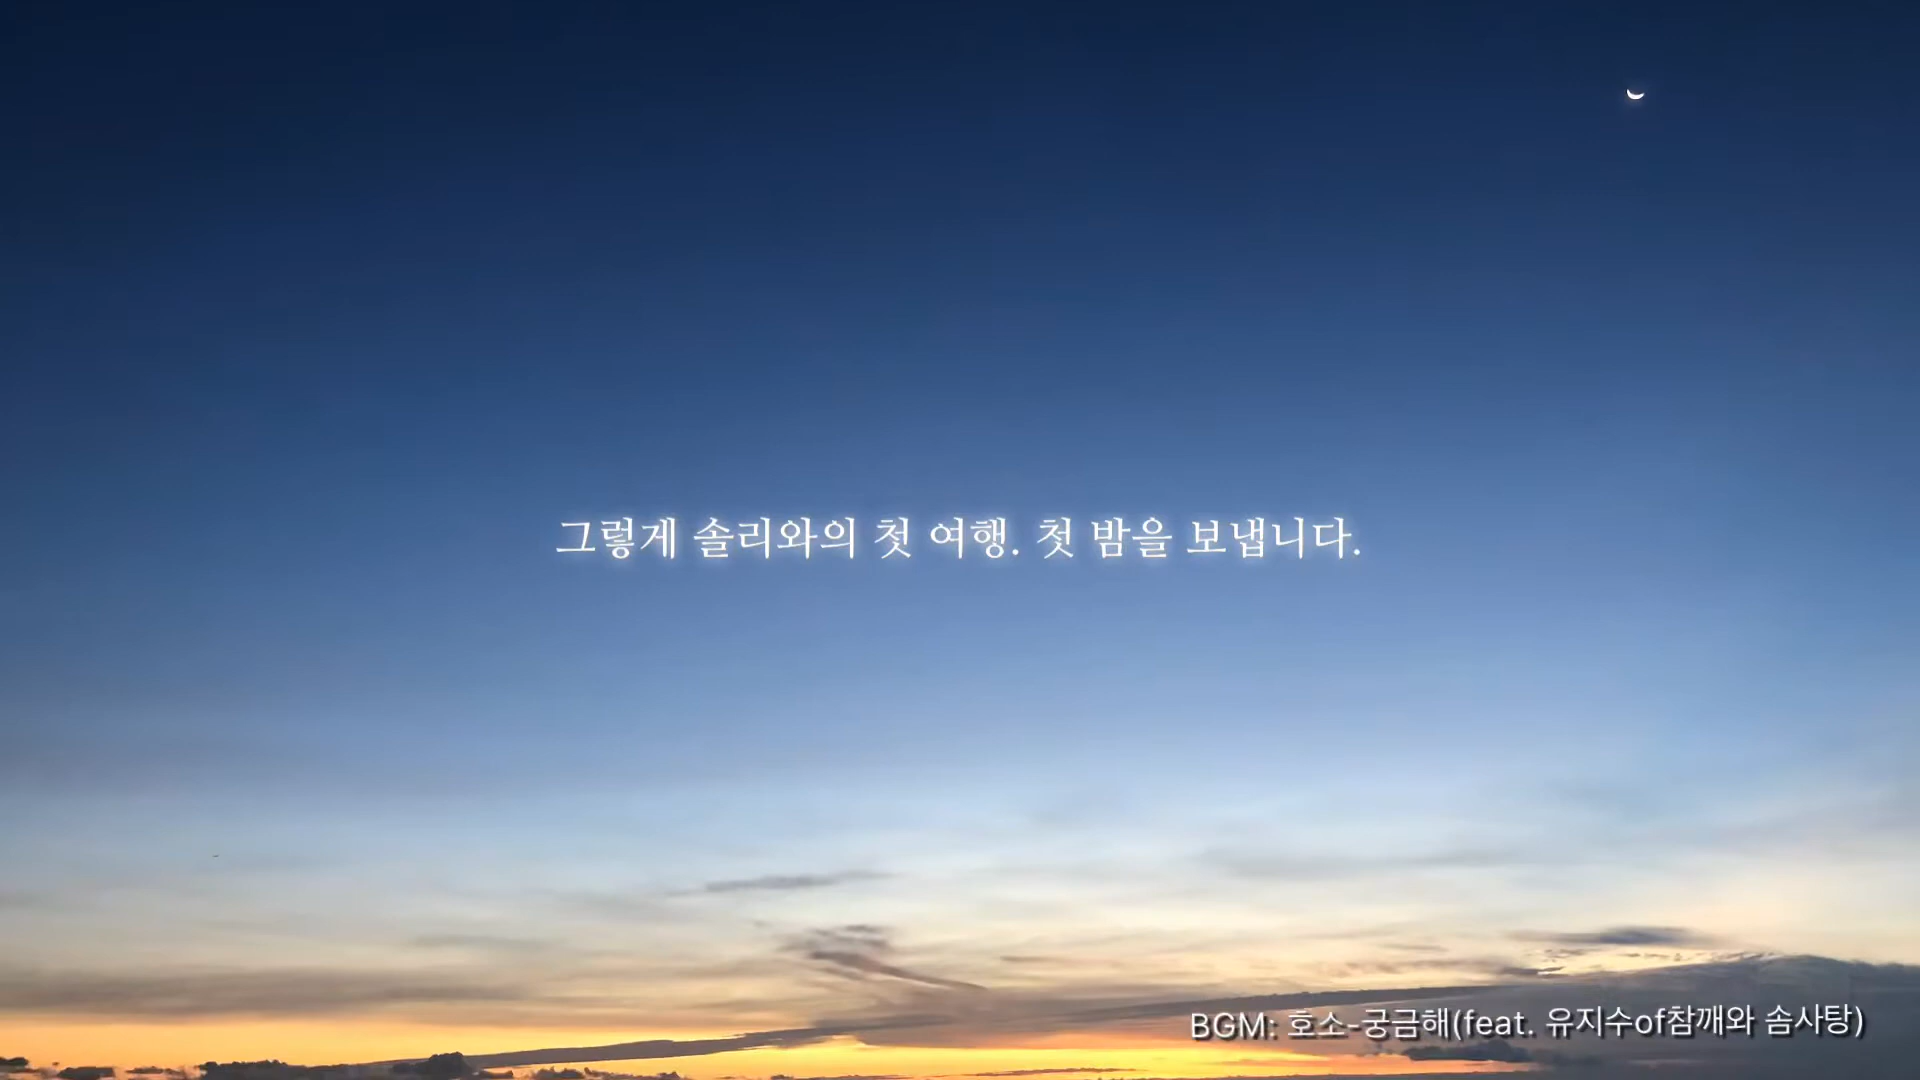 그렇게 솔리와의 첫 여행. 첫 밤을 보냅니다.
BGM: 호소-궁금해(feat. 유지수of참깨와 솜사탕)